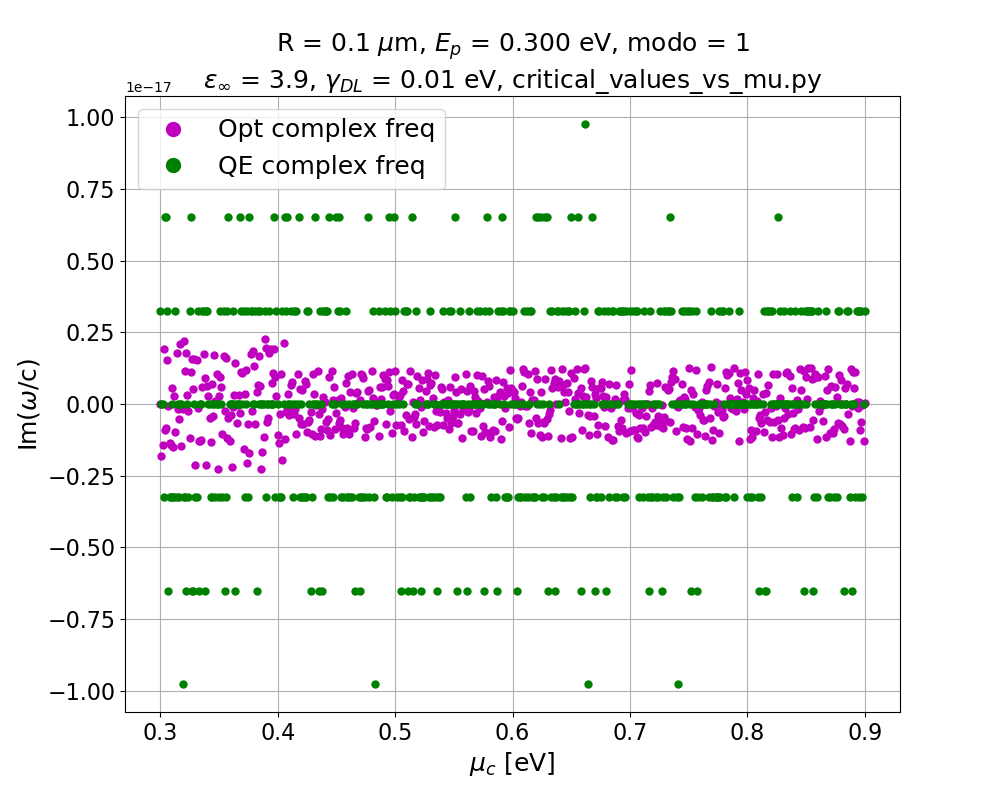 R = 0.1 μm, E_p = 0.300 eV, modo = 1
ε_∞ = 3.9, γ_DL = 0.01 eV, critical_values_vs_mu.py
1e−17
Opt complex freq
QE complex freq
1.00
0.75
0.50
0.25
0.00
−0.25
−0.50
−0.75
−1.00
Im(ω/c)
0.3 0.4 0.5 0.6 0.7 0.8 0.9
μ_c [eV]